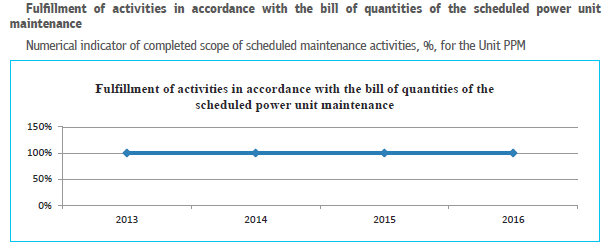 Fulfillment of activities in accordance with the bill of quantities of the scheduled power unit
maintenance
Numerical indicator of completed scope of scheduled maintenance activities, %, for the Unit PPM
Fulfillment of activities in accordance with the bill of quantities of the
scheduled power unit maintenance
150%
100%
50%
0%
2013 2014 2015 2016